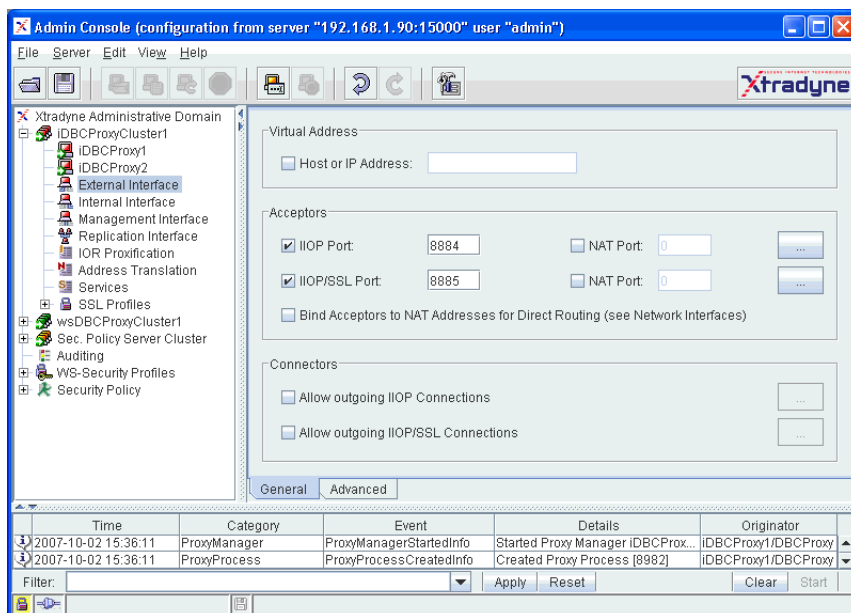 Admin Console (configuration from server "192.168.1.90:15000" user "admin")
File Server Edit View Help
SECURE INTERNET TECHNOLOGIES
Xtradyne
Xtradyne Administrative Domain
iDBCProxyCluster1
iDBCProxy1
iDBCProxy2
External Interface
Internal Interface
Management Interface
Replication Interface
IOR Proxification
Address Translation
Services
SSL Profiles
wsDBCProxyCluster1
Sec. Policy Server Cluster
Auditing
WS-Security Profiles
Security Policy
Virtual Address
Host or IP Address:
Acceptors
IIOP Port: 8884 NAT Port: 0 ...
IIOP/SSL Port: 8885 NAT Port: 0 ...
Bind Acceptors to NAT Addresses for Direct Routing (see Network Interfaces)
Connectors
Allow outgoing IIOP Connections ...
Allow outgoing IIOP/SSL Connections ...
General Advanced
Time Category Event Details Originator
2007-10-02 15:36:11 ProxyManager ProxyManagerStartedInfo Started Proxy Manager iDBCProx... iDBCProxy1/DBCProxy
2007-10-02 15:36:11 ProxyProcess ProxyProcessCreatedInfo Created Proxy Process [8982] iDBCProxy1/DBCProxy
Filter: Apply Reset Clear Start